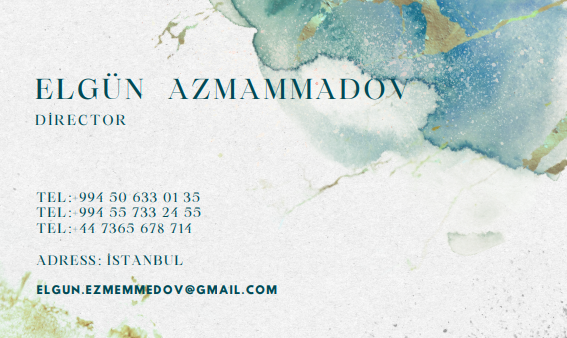 ELGÜN AZMAMMADOV
DİRECTOR
TEL:+994 50 633 01 35
TEL:+994 55 733 24 55
TEL:+44 7365 678 714
ADRESS: İSTANBUL
ELGUN.EZMEMMEDOV@GMAIL.COM